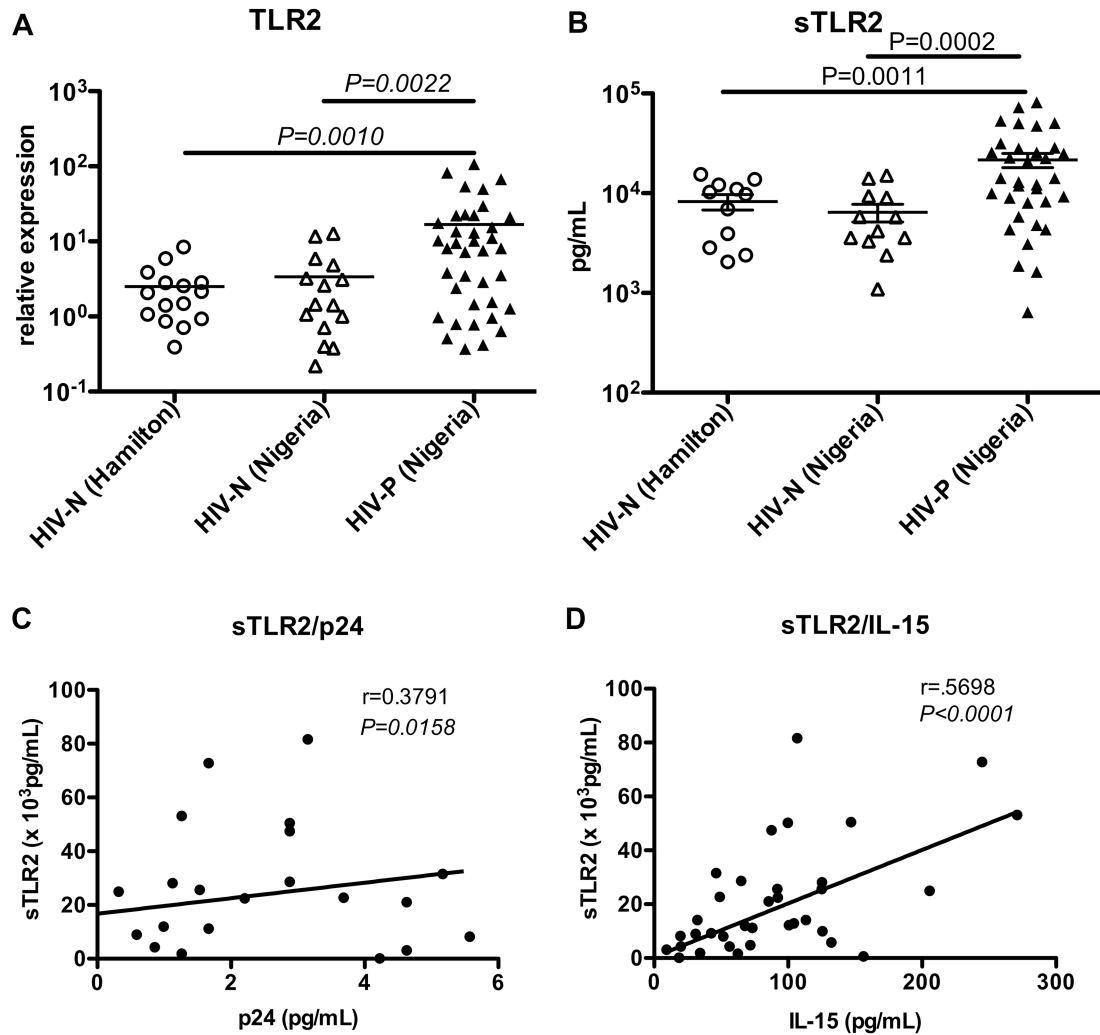 A
TLR2
P=0.0022
P=0.0010
relative expression
10³
10²
10¹
10⁰
10⁻¹
HIV-N (Hamilton)
HIV-N (Nigeria)
HIV-P (Nigeria)
B
sTLR2
P=0.0002
P=0.0011
pg/mL
10⁵
10⁴
10³
10²
HIV-N (Hamilton)
HIV-N (Nigeria)
HIV-P (Nigeria)
C
sTLR2/p24
r=0.3791
P=0.0158
sTLR2 (x 10³pg/mL)
100
80
60
40
20
0
0 2 4 6
p24 (pg/mL)
D
sTLR2/IL-15
r=.5698
P<0.0001
sTLR2 (x 10³pg/mL)
100
80
60
40
20
0
0 100 200 300
IL-15 (pg/mL)